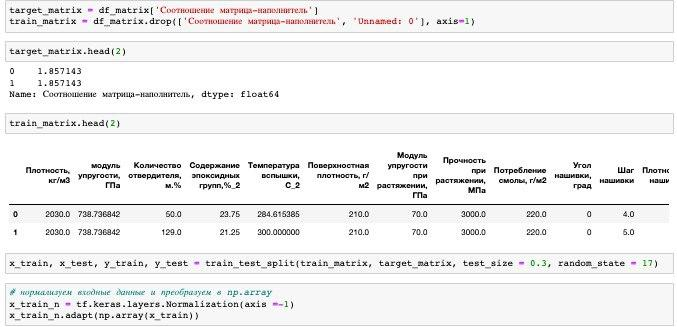 target_matrix = df_matrix['Соотношение матрица-наполнитель']
train_matrix = df_matrix.drop(['Соотношение матрица-наполнитель', 'Unnamed: 0'], axis=1)
target_matrix.head(2)
0 1.857143
1 1.857143
Name: Соотношение матрица-наполнитель, dtype: float64
train_matrix.head(2)
Плотность, кг/м3 модуль упругости, ГПа Количество отвердителя, м.% Содержание эпоксидных групп,%_2 Температура вспышки, С_2 Поверхностная плотность, г/м2 Модуль упругости при растяжении, ГПа Прочность при растяжении, МПа Потребление смолы, г/м2 Угол нашивки, град Шаг нашивки
0 2030.0 738.736842 50.0 23.75 284.615385 210.0 70.0 3000.0 220.0 0 4.0
1 2030.0 738.736842 129.0 21.25 300.000000 210.0 70.0 3000.0 220.0 0 5.0
x_train, x_test, y_train, y_test = train_test_split(train_matrix, target_matrix, test_size = 0.3, random_state = 17)
# нормализуем входные данные и преобразуем в np.array
x_train_n = tf.keras.layers.Normalization(axis =-1)
x_train_n.adapt(np.array(x_train))